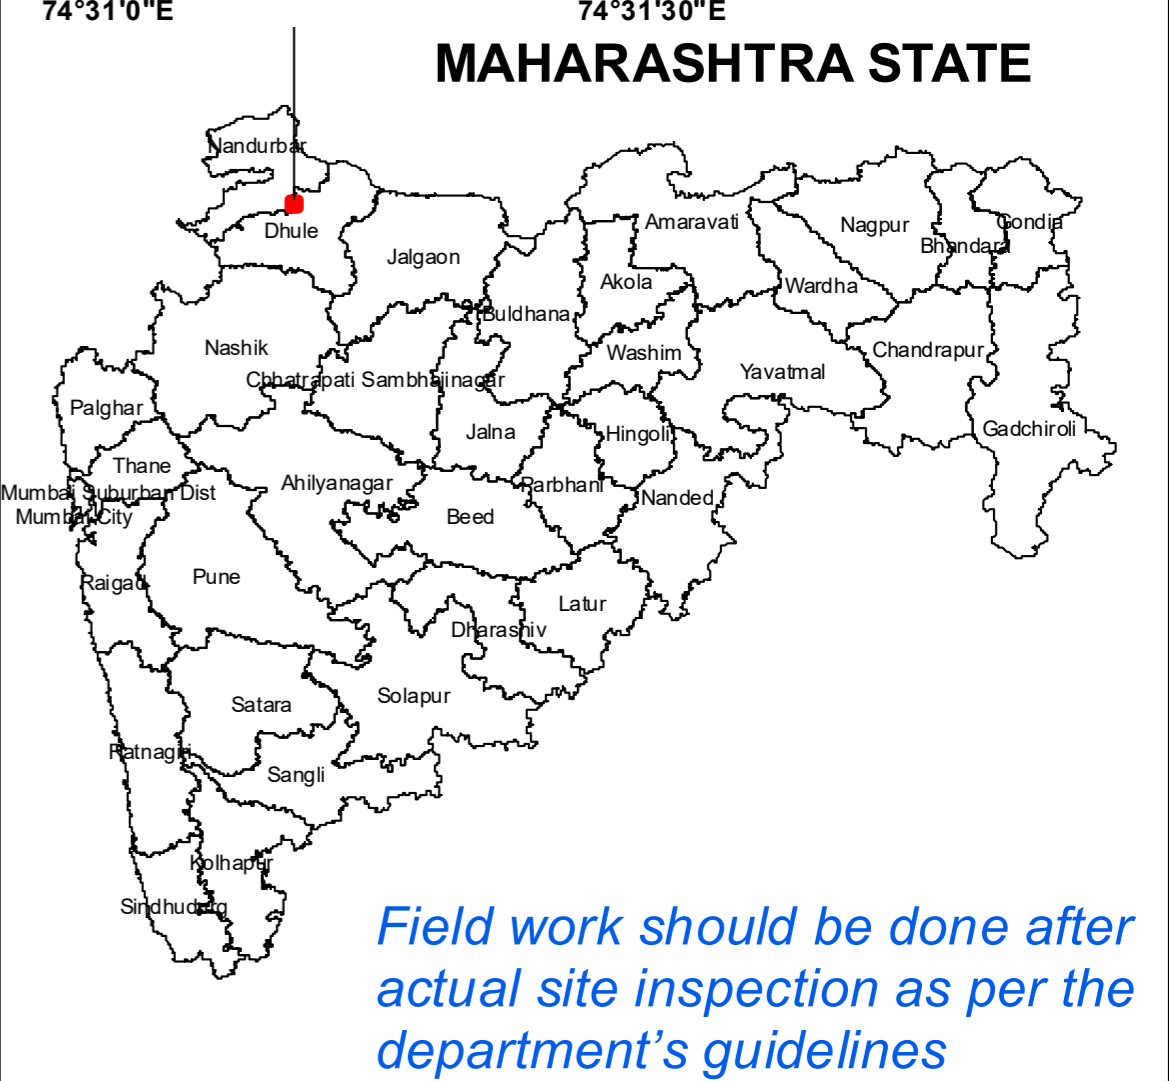 74°31'0"E 74°31'30"E
MAHARASHTRA STATE
Nandurbar
Dhule
Jalgaon
Amaravati
Nagpur
Bhandara
Gondia
Akola
Wardha
Buldhana
Nashik
Washim
Chandrapur
Chhatrapati Sambhajinagar
Yavatmal
Palghar
Jalna
Hingoli
Gadchiroli
Thane
Ahilyanagar
Parbhani
Nanded
Mumbai Suburban Dist
Mumbai City
Beed
Raigad
Pune
Latur
Dharashiv
Satara
Solapur
Ratnagiri
Sangli
Kolhapur
Sindhudurg
Field work should be done after
actual site inspection as per the
department’s guidelines